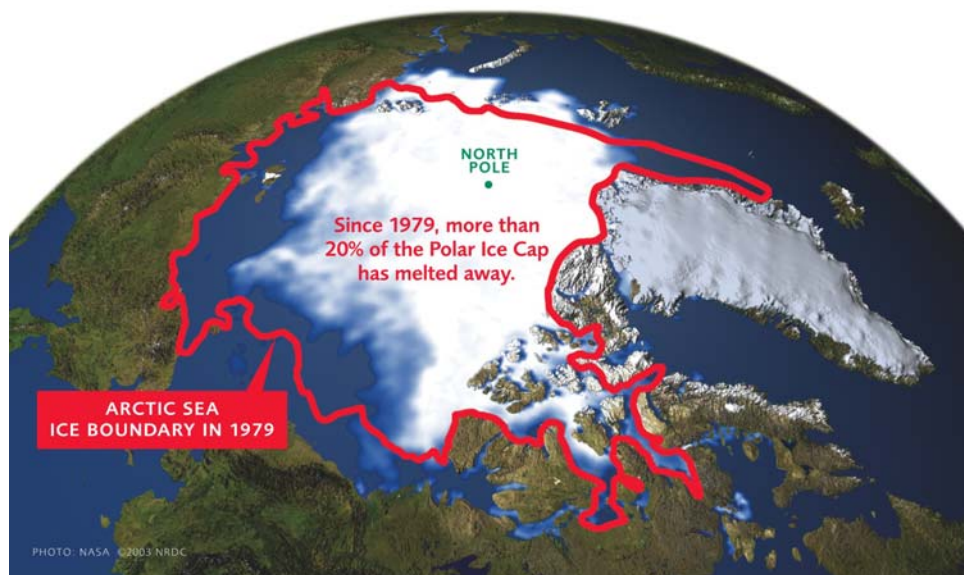 NORTH
POLE
Since 1979, more than
20% of the Polar Ice Cap
has melted away.
ARCTIC SEA
ICE BOUNDARY IN 1979
PHOTO: NASA ©2003 NRDC